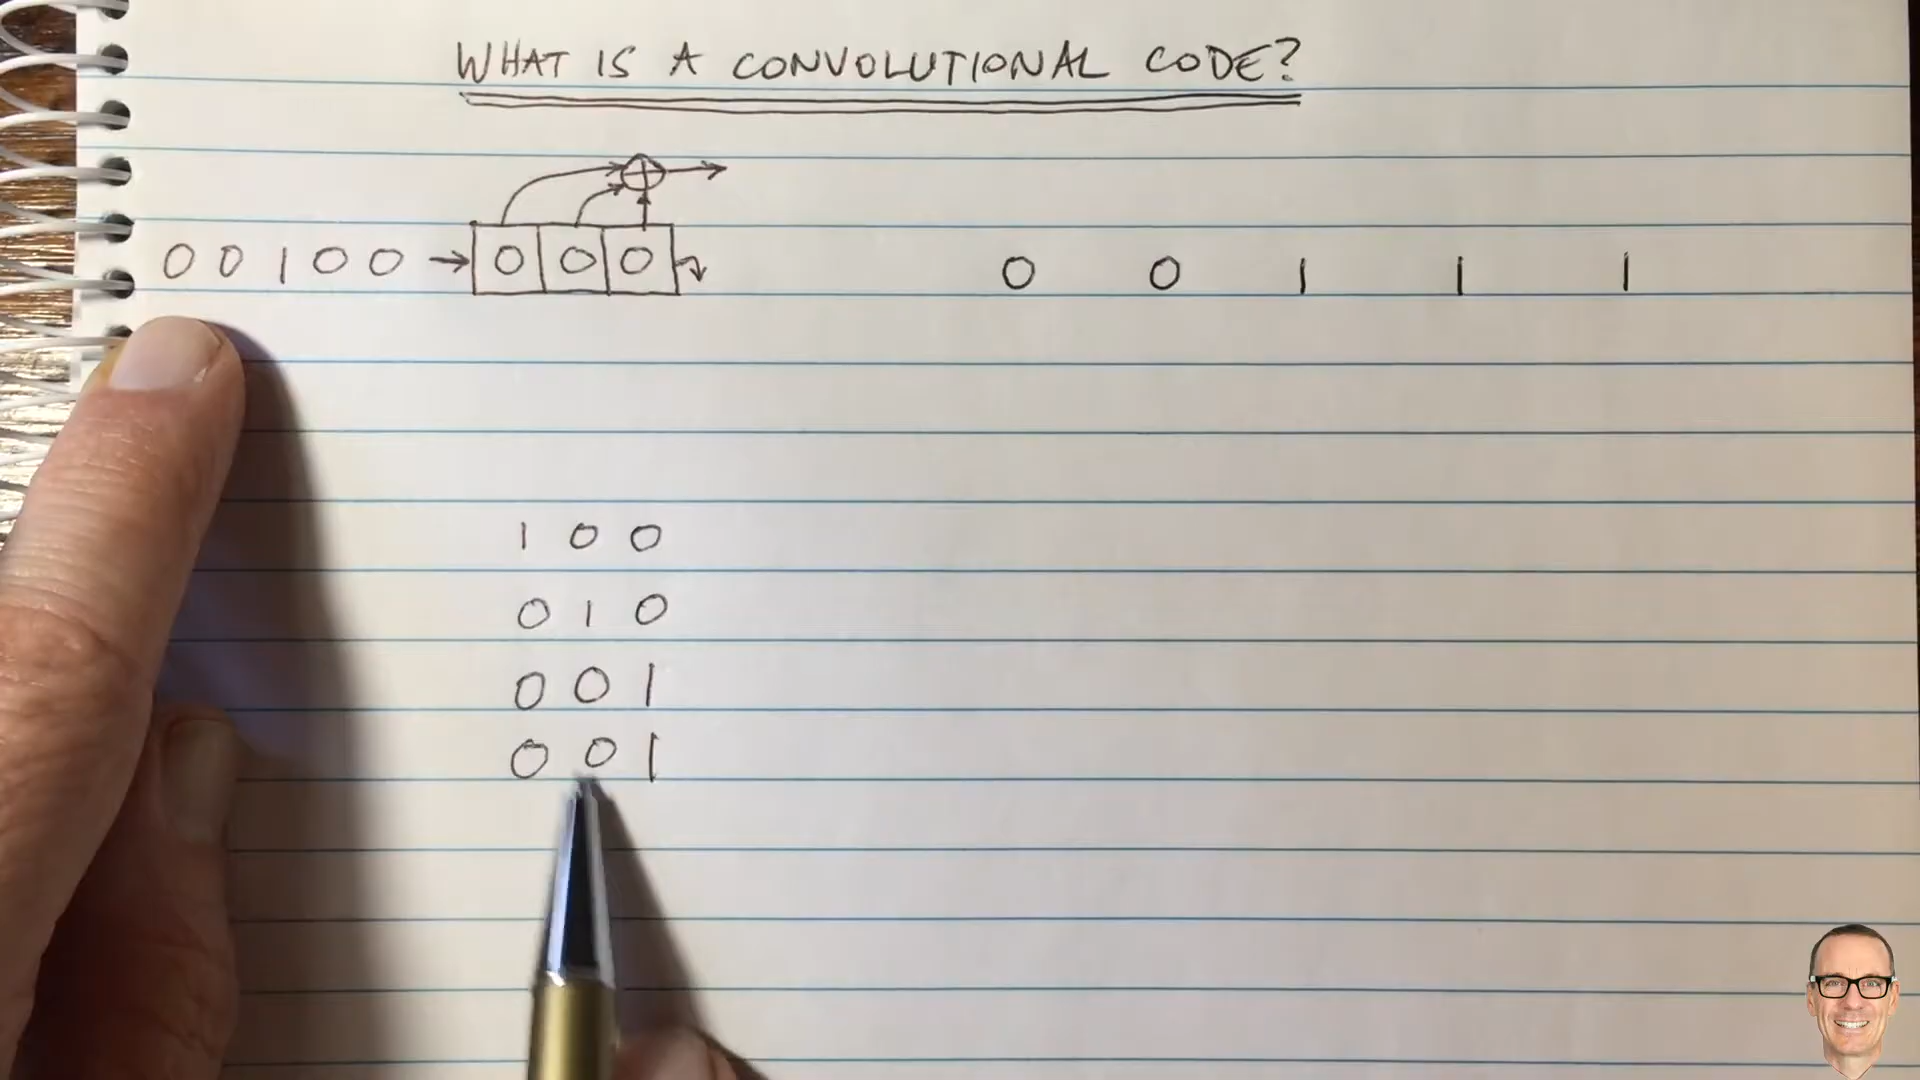 WHAT IS A CONVOLUTIONAL CODE?
0 0 1 0 0 → 0 0 0 0 0 1 1 1
1 0 0
0 1 0
0 0 1
0 0 1